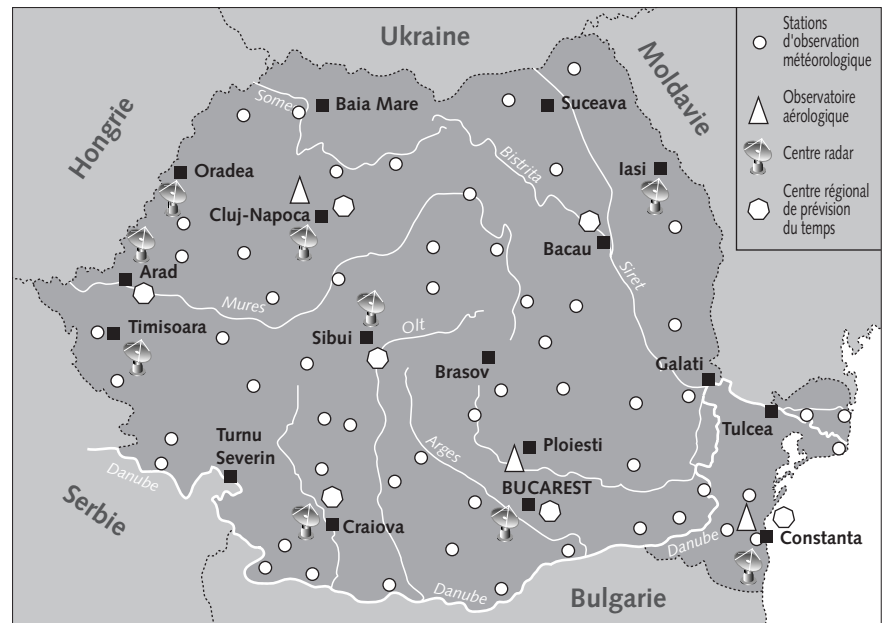 Ukraine
Moldavie
Hongrie
Serbie
Bulgarie
Stations
d'observation
météorologique
Observatoire
aérologique
Centre radar
Centre régional
de prévision
du temps
Somes
Baia Mare
Suceava
Oradea
Bistrita
Iasi
Cluj-Napoca
Bacau
Siret
Arad
Mures
Timisoara
Sibui
Olt
Brasov
Galati
Tulcea
Turnu
Severin
Arges
Ploiesti
BUCAREST
Danube
Craiova
Constanta
Danube
Danube